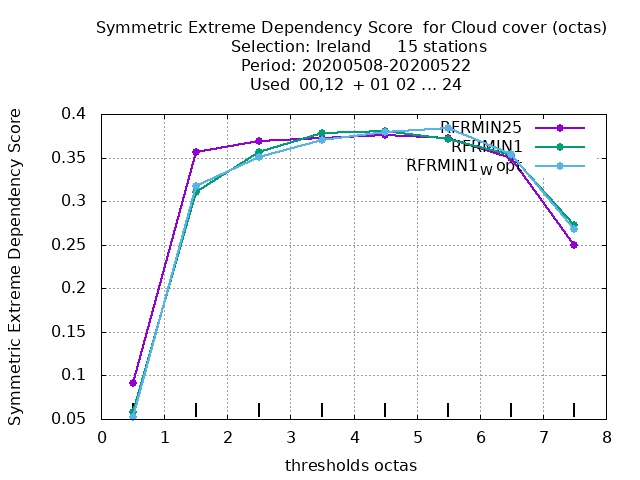 Symmetric Extreme Dependency Score for Cloud cover (octas)
Selection: Ireland 15 stations
Period: 20200508-20200522
Used 00,12 + 01 02 ... 24
Symmetric Extreme Dependency Score
0.4
0.35
0.3
0.25
0.2
0.15
0.1
0.05
RFRMIN25
RFRMIN1
RFRMIN1w opt
0 1 2 3 4 5 6 7 8
thresholds octas